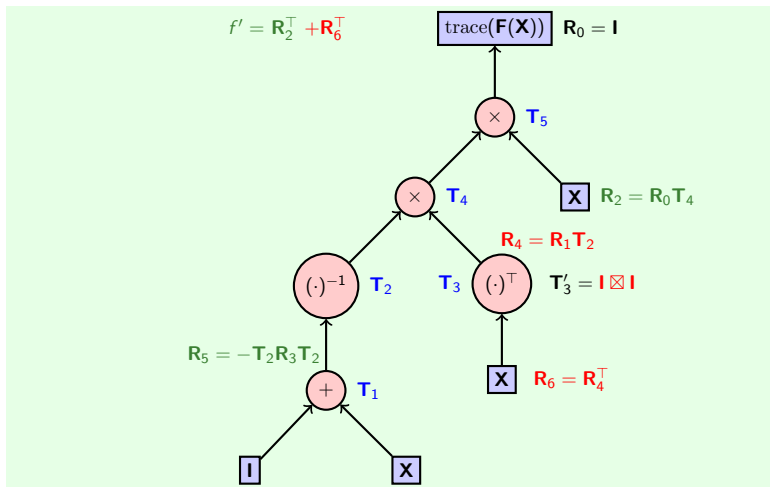 f′ = R₂^⊤ +R₆^⊤
trace(F(X)) R₀ = I
× T₅
× T₄
X R₂ = R₀T₄
R₄ = R₁T₂
(·)⁻¹ T₂
T₃ (·)^⊤ T₃′ = I ⊠ I
R₅ = −T₂R₃T₂
X R₆ = R₄^⊤
+ T₁
I X